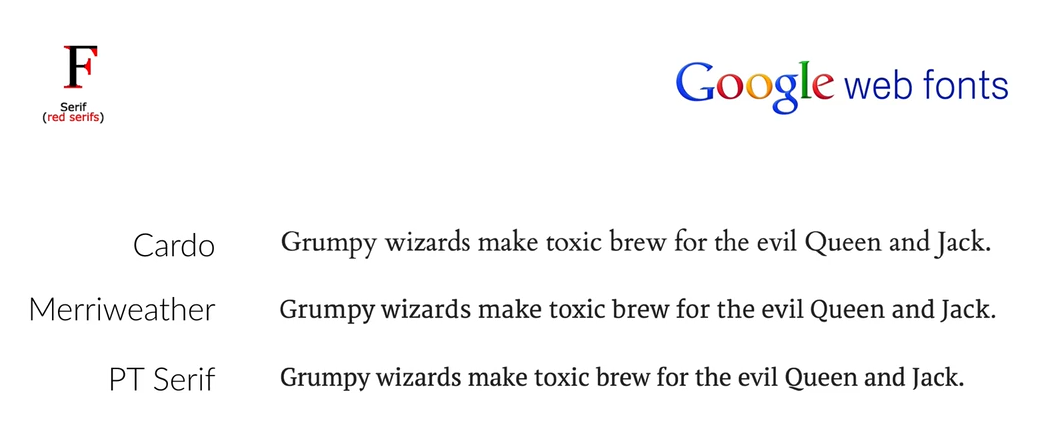 F
Serif
(red serifs)
Google web fonts
Cardo Grumpy wizards make toxic brew for the evil Queen and Jack.
Merriweather Grumpy wizards make toxic brew for the evil Queen and Jack.
PT Serif Grumpy wizards make toxic brew for the evil Queen and Jack.